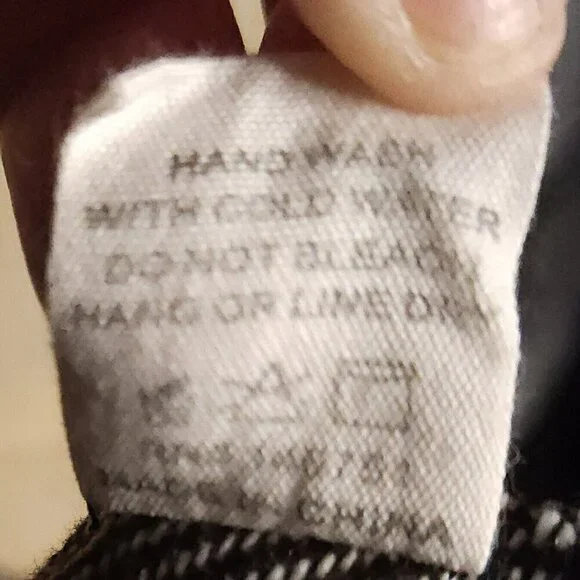 HAND WASH
WITH COLD WATER
DO NOT BLEACH
HANG OR LINE DRY
MADE IN CHINA